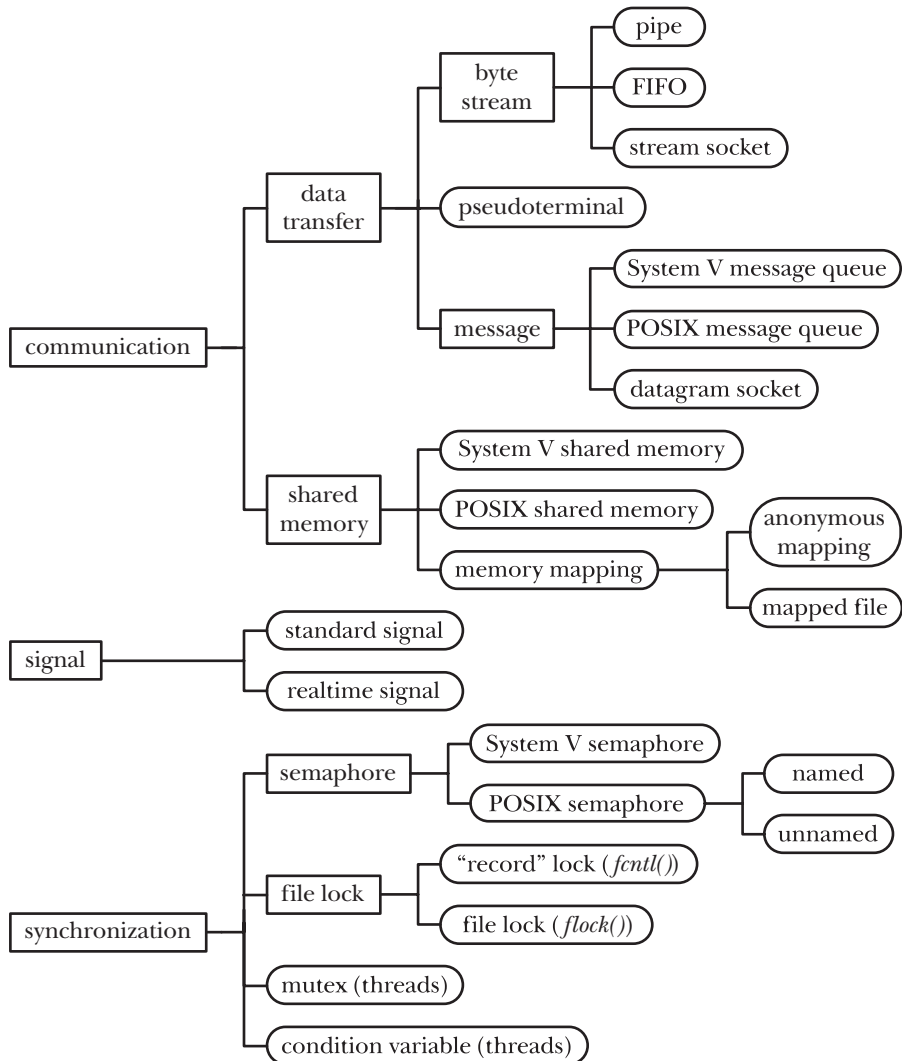 pipe
byte
stream
FIFO
stream socket
data
transfer
pseudoterminal
System V message queue
message
POSIX message queue
communication
datagram socket
System V shared memory
shared
memory
POSIX shared memory
anonymous
mapping
memory mapping
mapped file
standard signal
signal
realtime signal
System V semaphore
semaphore
named
POSIX semaphore
unnamed
“record” lock (fcntl())
file lock
file lock (flock())
synchronization
mutex (threads)
condition variable (threads)